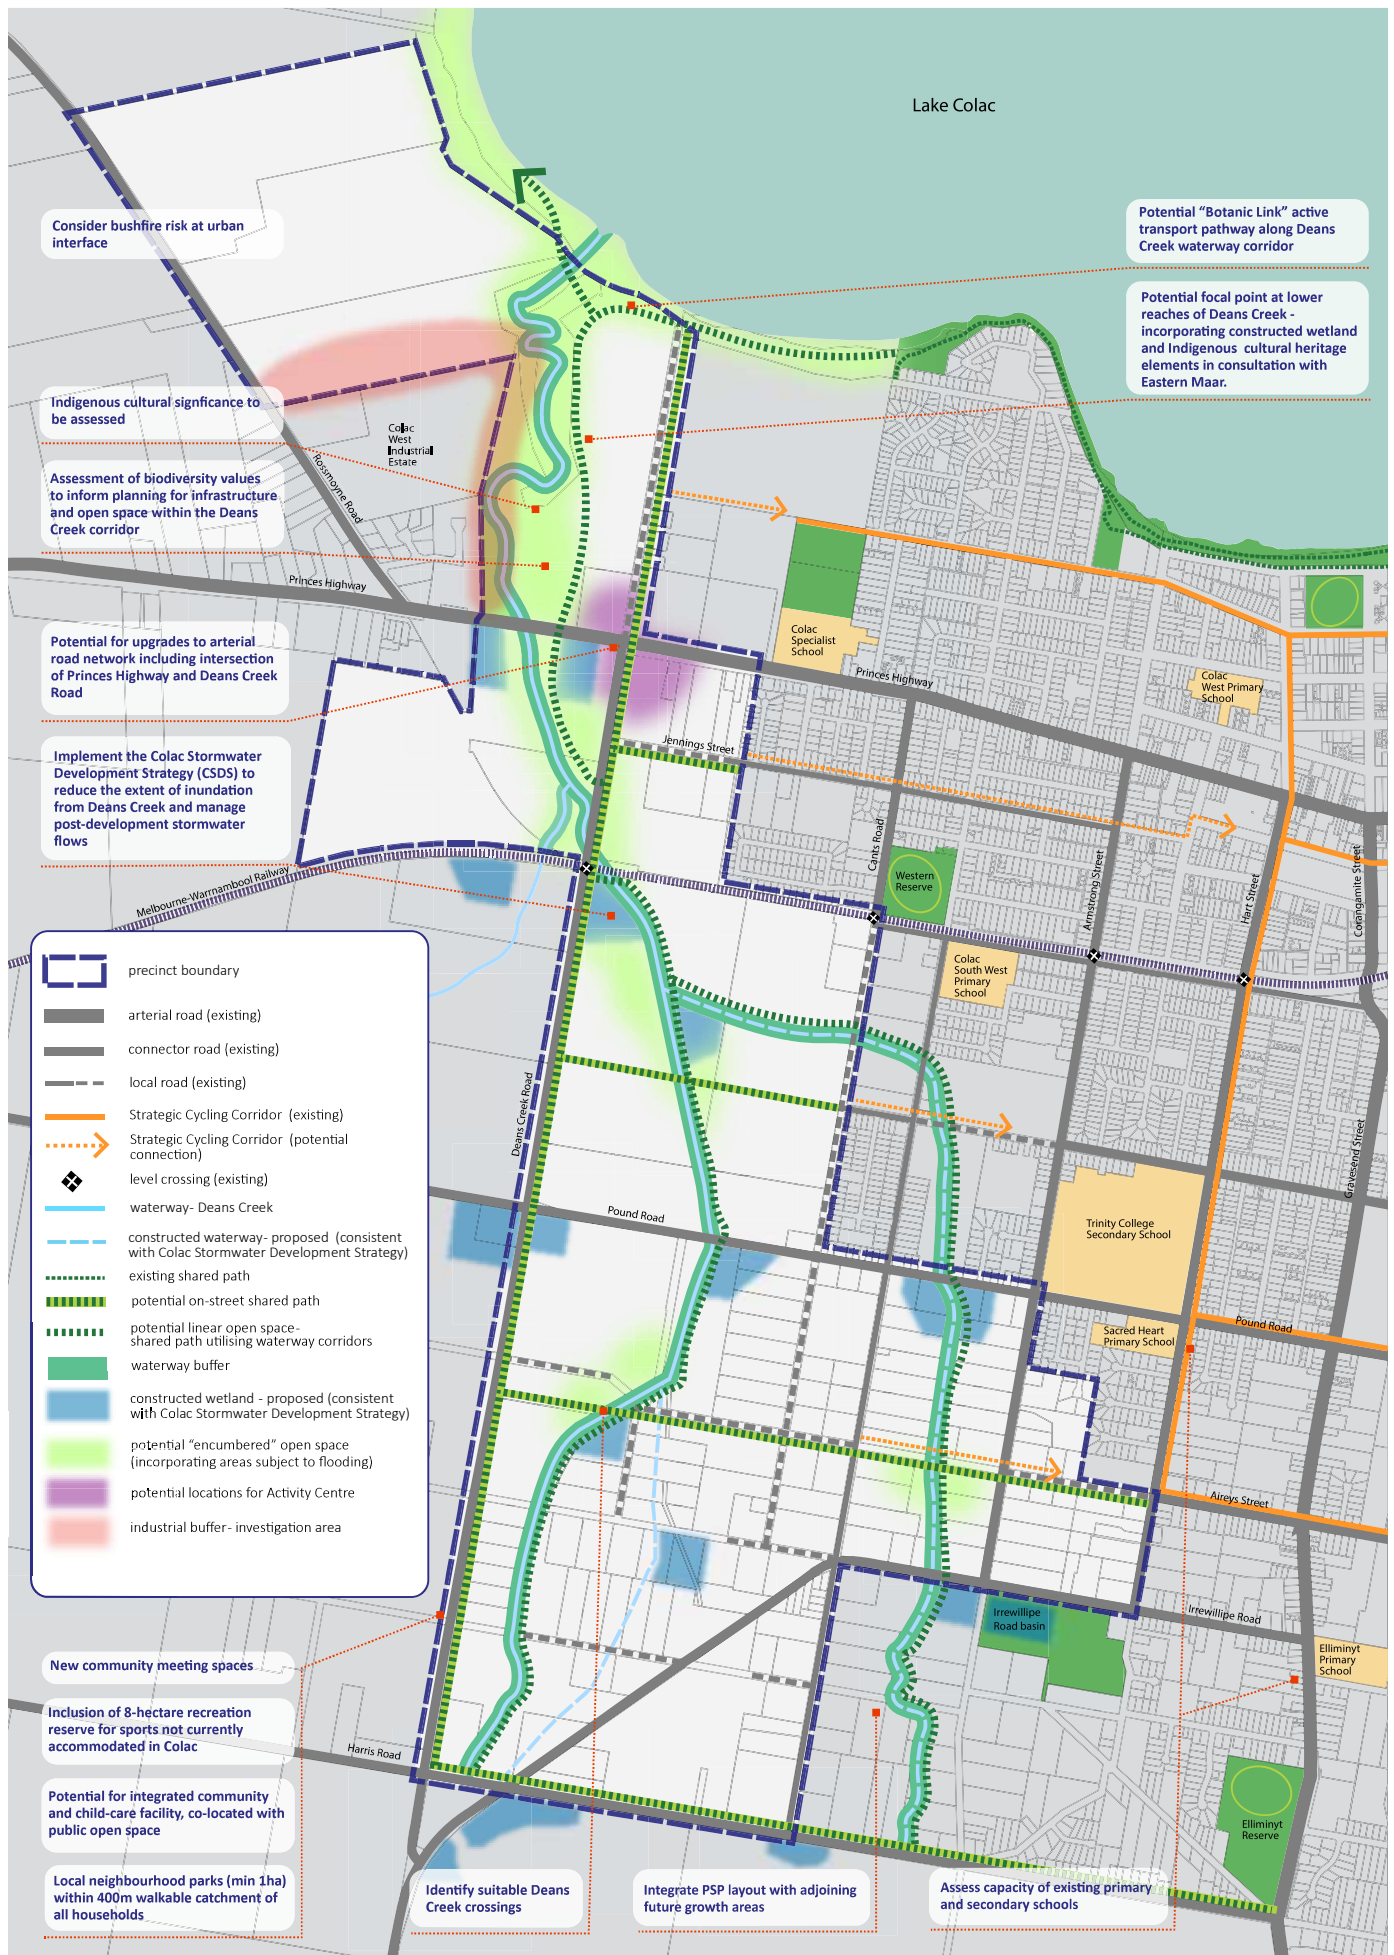 Lake Colac
Consider bushfire risk at urban
interface
Potential “Botanic Link” active
transport pathway along Deans
Creek waterway corridor
Potential focal point at lower
reaches of Deans Creek -
incorporating constructed wetland
and Indigenous cultural heritage
elements in consultation with
Eastern Maar.
Indigenous cultural signficance to
be assessed
Colac
West
Industrial
Estate
Rossmoyne Road
Assessment of biodiversity values
to inform planning for infrastructure
and open space within the Deans
Creek corridor
Princes Highway
Potential for upgrades to arterial
road network including intersection
of Princes Highway and Deans Creek
Road
Colac
Specialist
School
Princes Highway
Colac
West Primary
School
Jennings Street
Implement the Colac Stormwater
Development Strategy (CSDS) to
reduce the extent of inundation
from Deans Creek and manage
post-development stormwater
flows
Cants Road
Western
Reserve
Armstrong Street
Hart Street
Corangamite Street
Melbourne-Warrnambool Railway
Colac
South West
Primary
School
precinct boundary
arterial road (existing)
connector road (existing)
local road (existing)
Strategic Cycling Corridor (existing)
Strategic Cycling Corridor (potential
connection)
level crossing (existing)
waterway- Deans Creek
constructed waterway- proposed (consistent
with Colac Stormwater Development Strategy)
existing shared path
potential on-street shared path
potential linear open space-
shared path utilising waterway corridors
waterway buffer
constructed wetland - proposed (consistent
with Colac Stormwater Development Strategy)
potential “encumbered” open space
(incorporating areas subject to flooding)
potential locations for Activity Centre
industrial buffer- investigation area
Deans Creek Road
Gravesend Street
Pound Road
Trinity College
Secondary School
Sacred Heart
Primary School
Pound Road
Aireys Street
Irrewillipe
Road basin
Irrewillipe Road
Elliminyt
Primary
School
New community meeting spaces
Inclusion of 8-hectare recreation
reserve for sports not currently
accommodated in Colac
Harris Road
Potential for integrated community
and child-care facility, co-located with
public open space
Elliminyt
Reserve
Local neighbourhood parks (min 1ha)
within 400m walkable catchment of
all households
Identify suitable Deans
Creek crossings
Integrate PSP layout with adjoining
future growth areas
Assess capacity of existing primary
and secondary schools